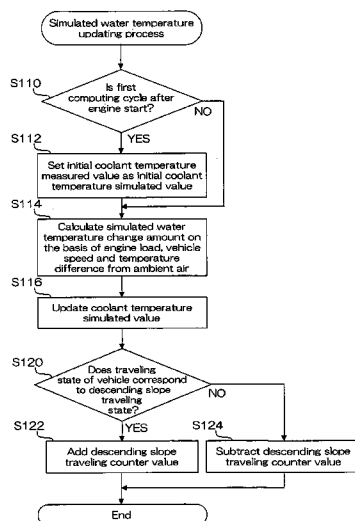 Simulated water temperature
updating process
S110
Is first
computing cycle after
engine start?
NO
YES
S112
Set initial coolant temperature
measured value as initial coolant
temperature simulated value
S114
Calculate simulated water
temperature change amount on
the basis of engine load, vehicle
speed and temperature
difference from ambient air
S116
Update coolant temperature
simulated value
S120
Does traveling
state of vehicle correspond
to descending slope
traveling
state?
NO
YES
S122
Add descending slope
traveling counter value
S124
Subtract descending slope
traveling counter value
End